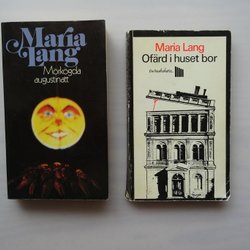 Maria
Lang
Mörkögda
augustinatt
Maria Lang
Ofärd i huset bor